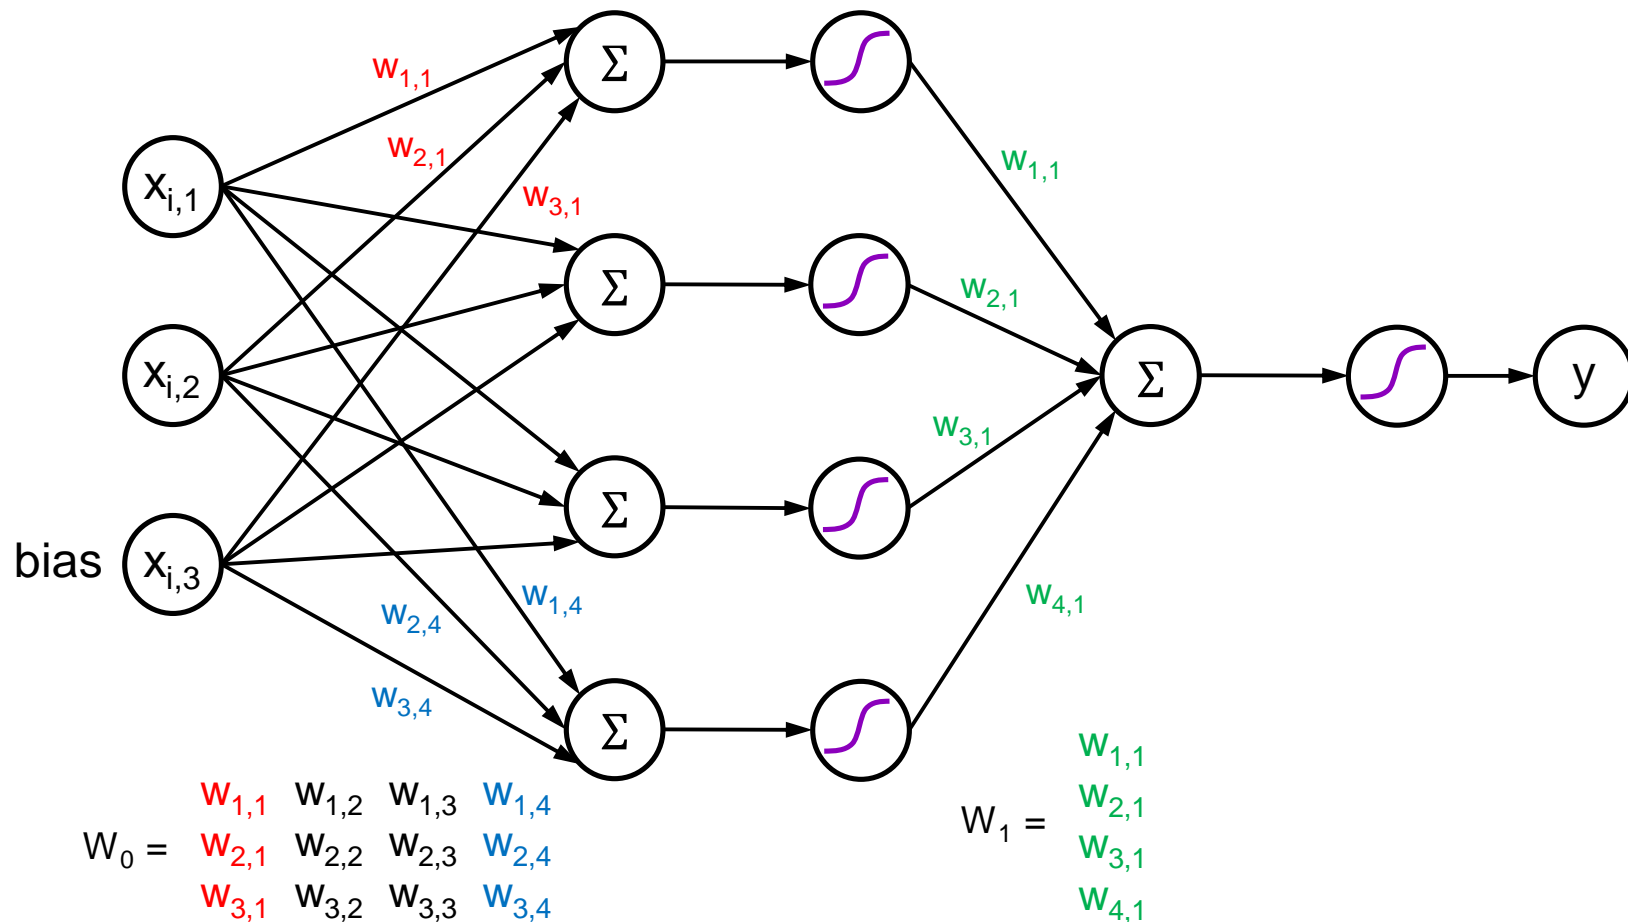 w1,1
w2,1
w3,1
xi,1
xi,2
bias xi,3
w1,4
w2,4
w3,4
Σ
Σ
Σ
Σ
w1,1
w2,1
w3,1
w4,1
Σ
y
W0 =
w1,1 w1,2 w1,3 w1,4
w2,1 w2,2 w2,3 w2,4
w3,1 w3,2 w3,3 w3,4
W1 =
w1,1
w2,1
w3,1
w4,1